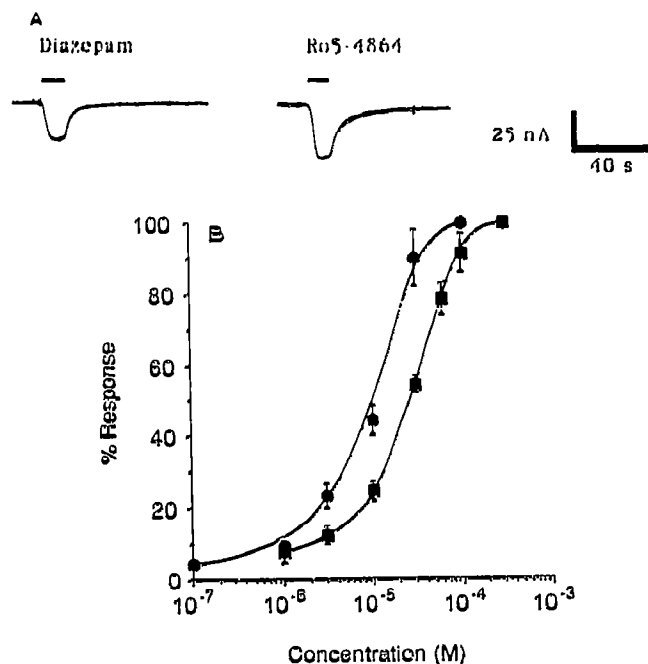 A
Diazepam
Ro5-4864
25 nA
40 s
B
100
80
60
40
20
0
% Response
10⁻⁷
10⁻⁶
10⁻⁵
10⁻⁴
10⁻³
Concentration (M)